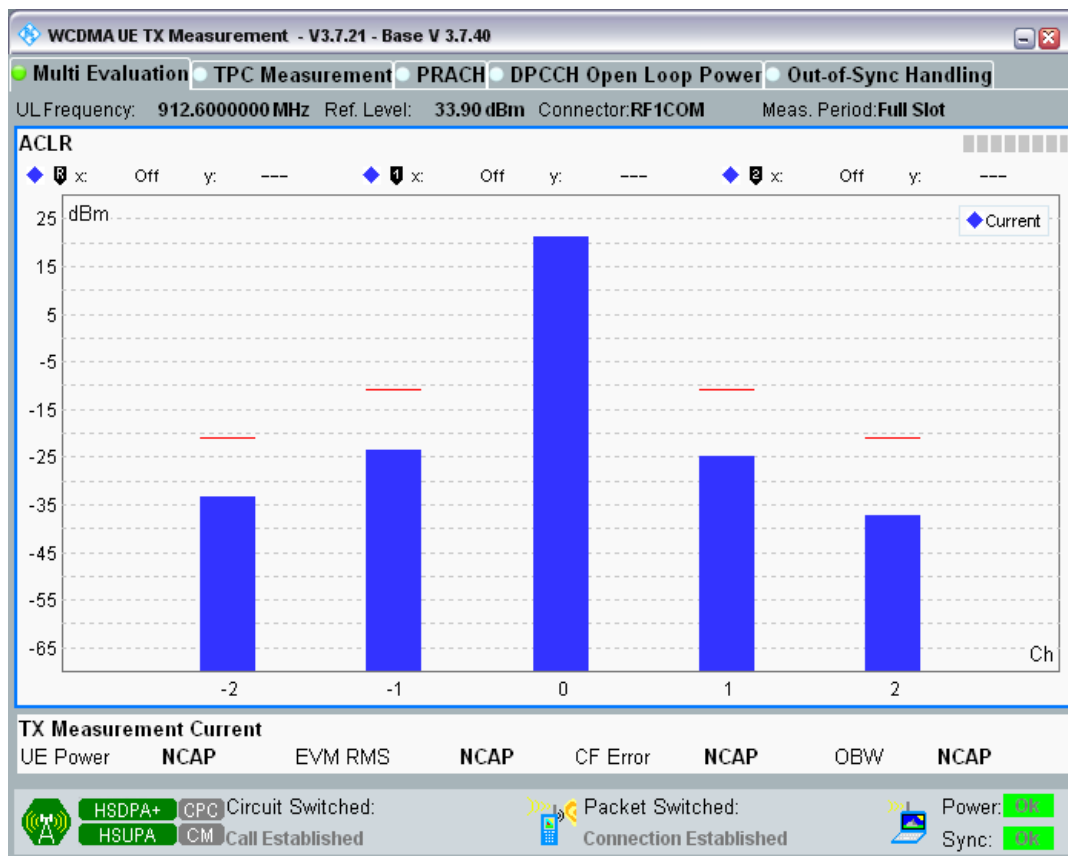 WCDMA UE TX Measurement - V3.7.21 - Base V 3.7.40
Multi Evaluation TPC Measurement PRACH DPCCH Open Loop Power Out-of-Sync Handling
UL Frequency: 912.6000000 MHz Ref. Level: 33.90 dBm Connector:RF1COM Meas. Period:Full Slot
ACLR
R x: Off y: --- 1 x: Off y: --- 2 x: Off y: ---
dBm
Current
25
15
5
-5
-15
-25
-35
-45
-55
-65
Ch
-2 -1 0 1 2
TX Measurement Current
UE Power NCAP EVM RMS NCAP CF Error NCAP OBW NCAP
HSDPA+ CPC Circuit Switched: Packet Switched: Power: OK
HSUPA CM Call Established Connection Established Sync: OK